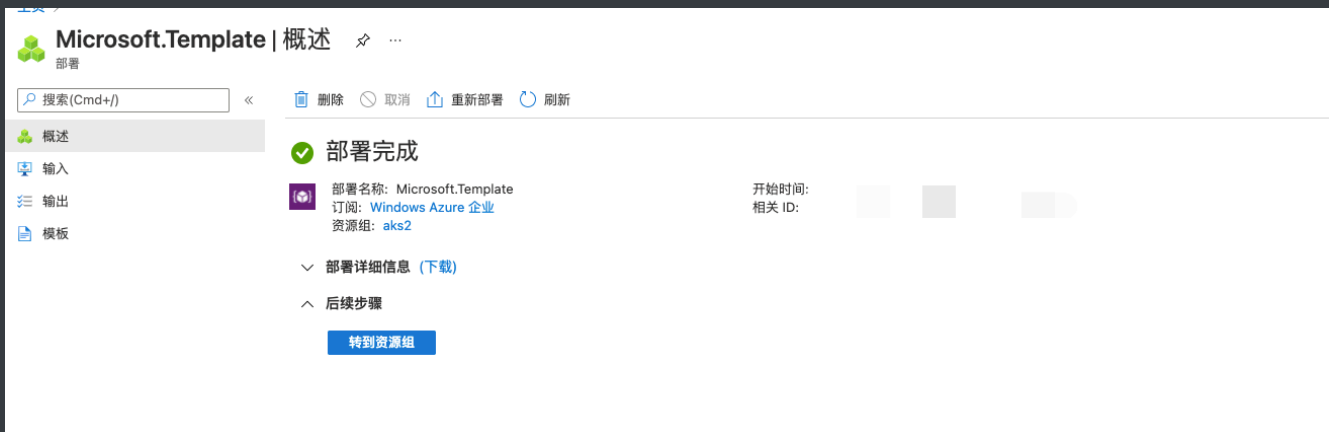 Microsoft.Template | 概述
部署
搜索(Cmd+/)
«
删除 取消 重新部署 刷新
概述
输入
输出
模板
部署完成
部署名称: Microsoft.Template
订阅: Windows Azure 企业
资源组: aks2
开始时间:
相关 ID:
部署详细信息 (下载)
后续步骤
转到资源组